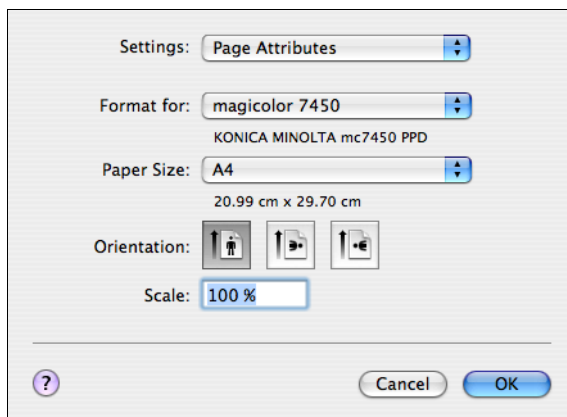 Settings: Page Attributes
Format for: magicolor 7450
KONICA MINOLTA mc7450 PPD
Paper Size: A4
20.99 cm x 29.70 cm
Orientation:
Scale: 100 %
? Cancel OK